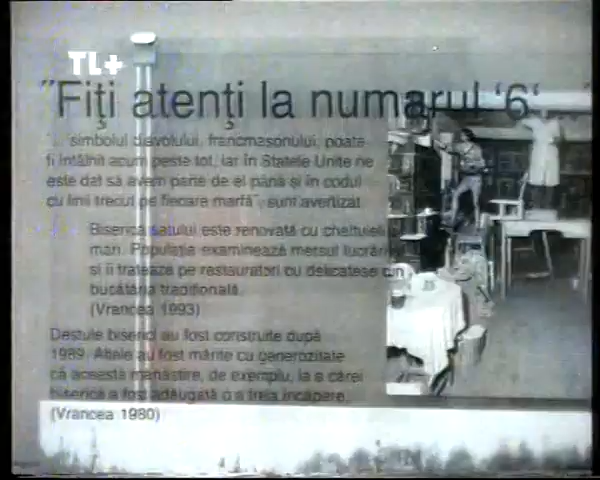 TL+
"Fiţi atenţi la numarul '6'
"... "simbolul diavolului, francmasonului, poate
fi întâlnit acum peste tot, iar în Statele Unite ne
este dat să avem parte de el până şi în codul
cu linii trecut pe fiecare marfă", sunt avertizat
Biserica satului este renovată cu cheltuieli
mari. Populaţia examinează mersul lucrării
şi îi tratează pe restauratori cu delicatese din
bucătăria tradiţională.
(Vrancea 1993)
Destule biserici au fost construite după
1989. Altele au fost mărite cu generozitate
că această mănăstire, de exemplu, la a cărei
biserică a fost adăugată o a treia încăpere.
(Vrancea 1980)